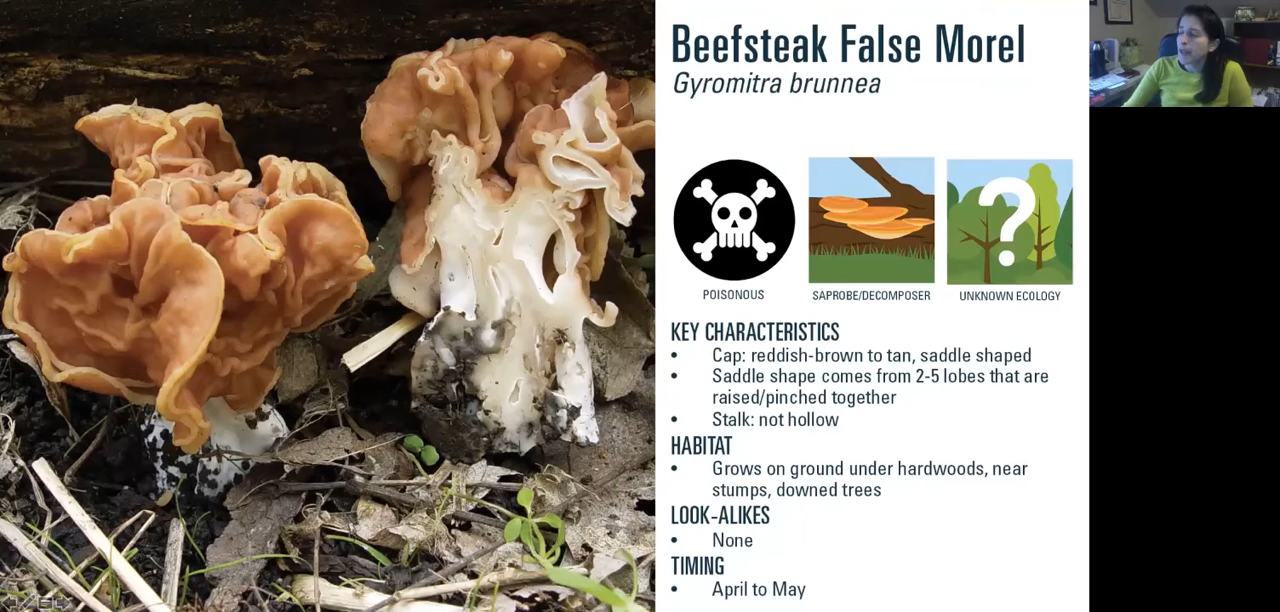 Beefsteak False Morel
Gyromitra brunnea
POISONOUS
SAPROBE/DECOMPOSER
UNKNOWN ECOLOGY
KEY CHARACTERISTICS
• Cap: reddish-brown to tan, saddle shaped
• Saddle shape comes from 2-5 lobes that are
raised/pinched together
• Stalk: not hollow
HABITAT
• Grows on ground under hardwoods, near
stumps, downed trees
LOOK-ALIKES
• None
TIMING
• April to May